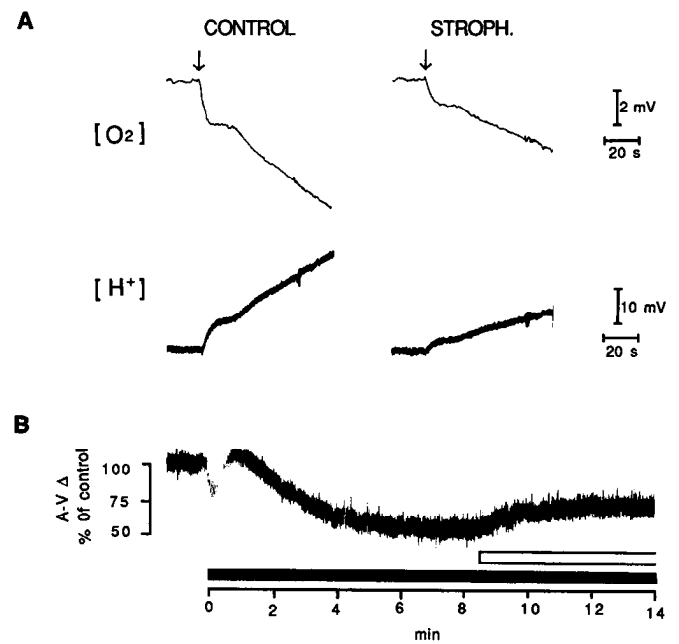 A
CONTROL
STROPH.
[O2]
2 mV
20 s
[H+]
10 mV
20 s
B
A-V Δ
% 0f control
100
75
50
0 2 4 6 8 10 12 14
min